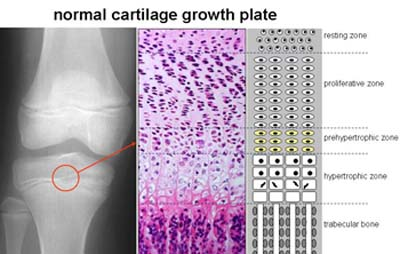 normal cartilage growth plate
resting zone
proliferative zone
prehypertrophic zone
hypertrophic zone
trabecular bone